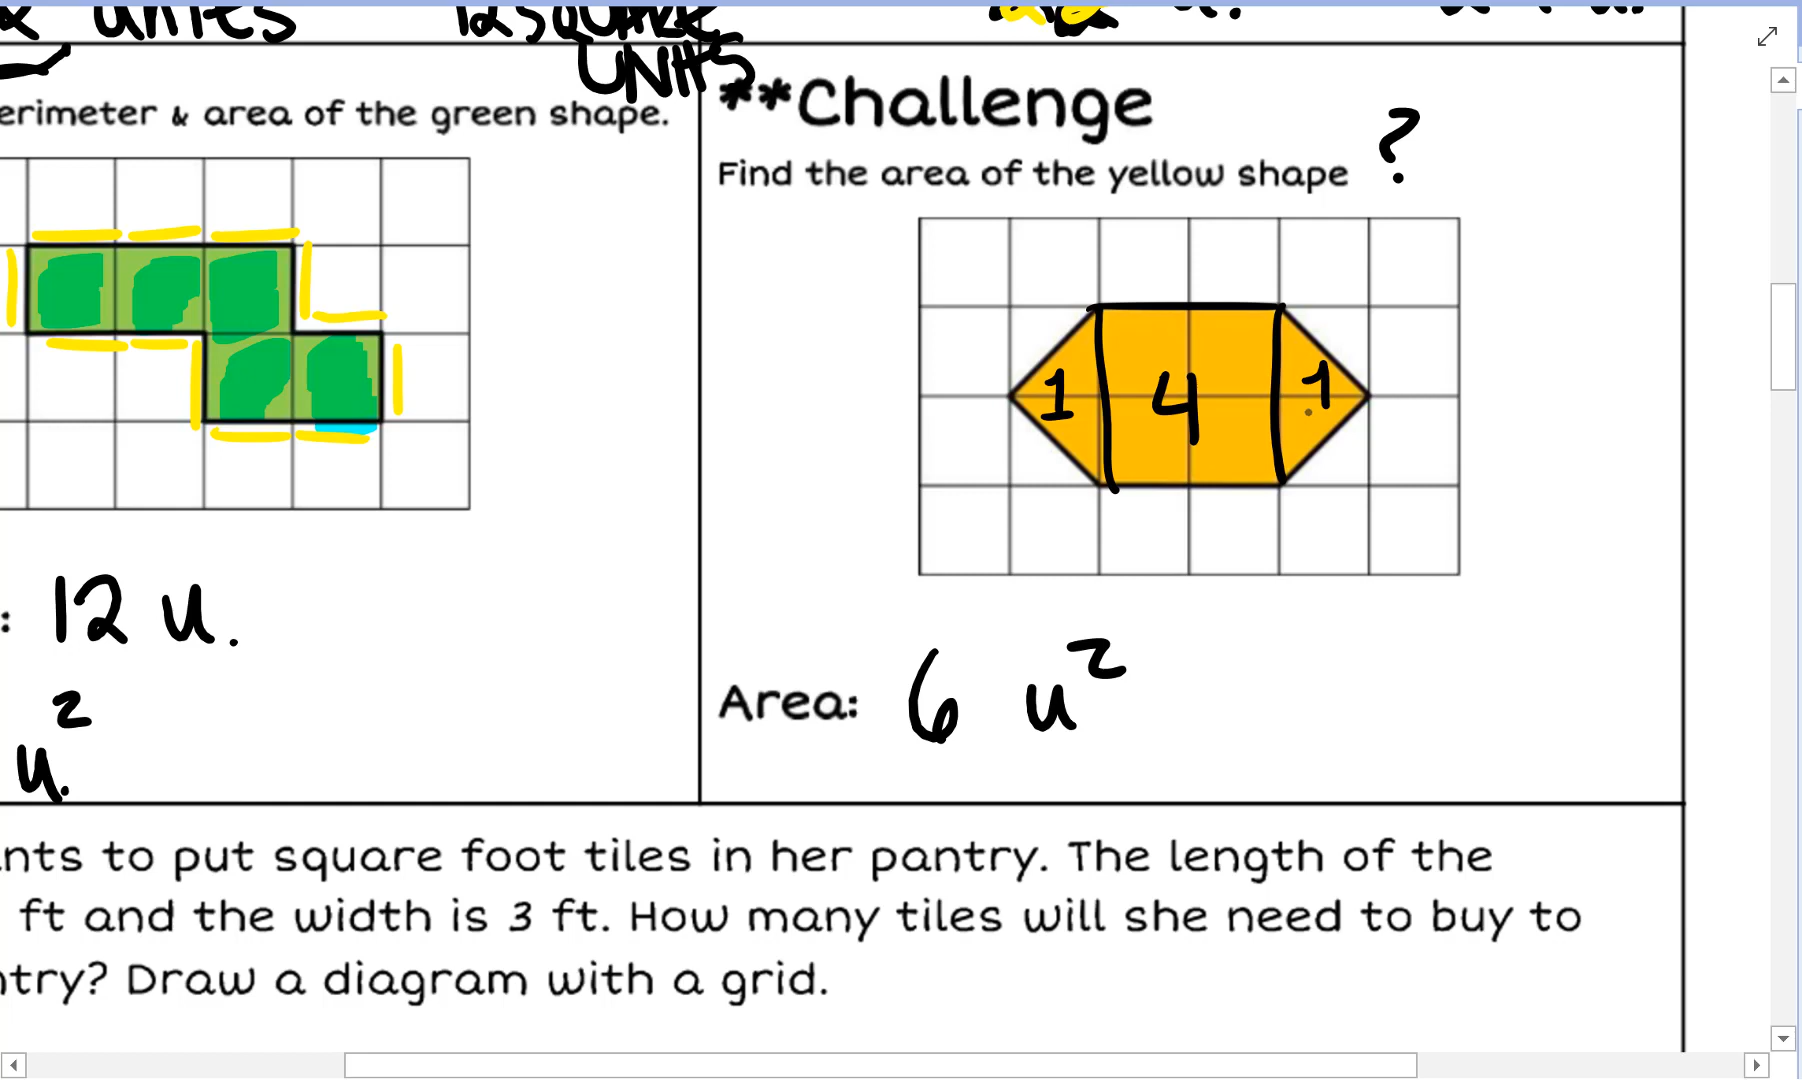 units 12 SQUARE
UNITS
erimeter & area of the green shape.
**Challenge
Find the area of the yellow shape ?
1 4 1
: 12 u.
u.²
Area: 6 u²
nts to put square foot tiles in her pantry. The length of the
ft and the width is 3 ft. How many tiles will she need to buy to
ntry? Draw a diagram with a grid.